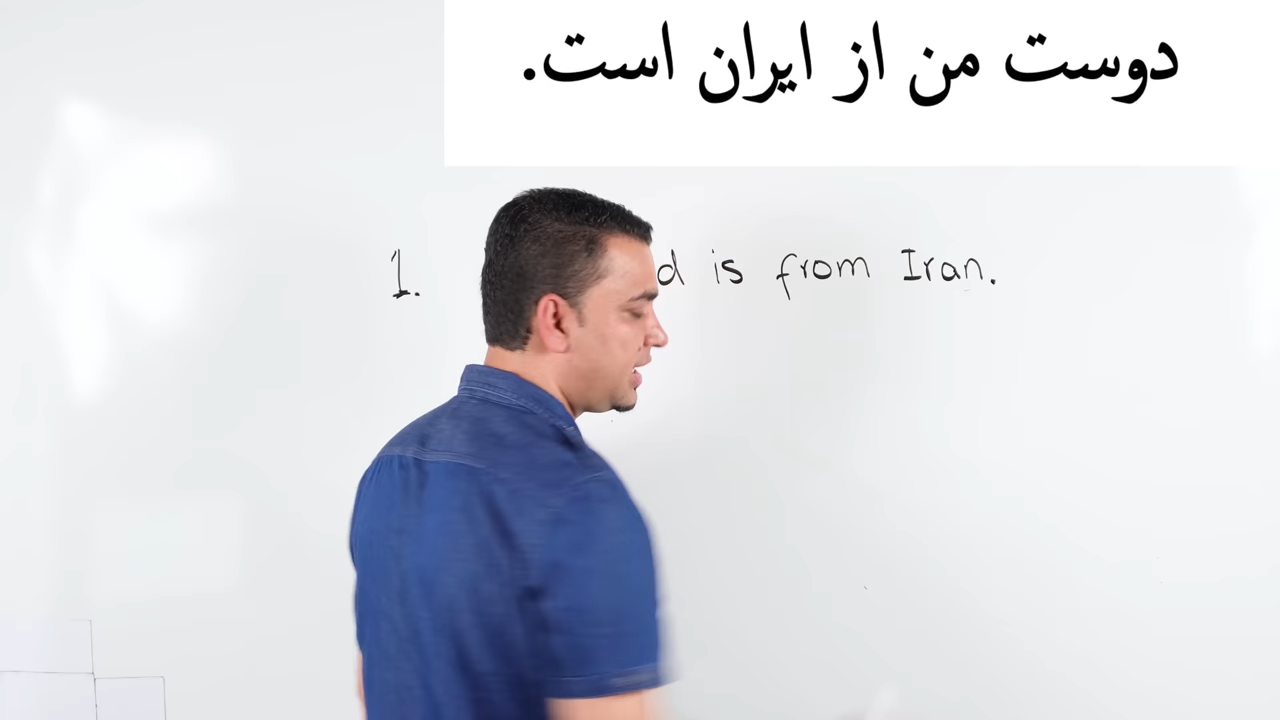 دوست من از ایران است.
1. is from Iran.